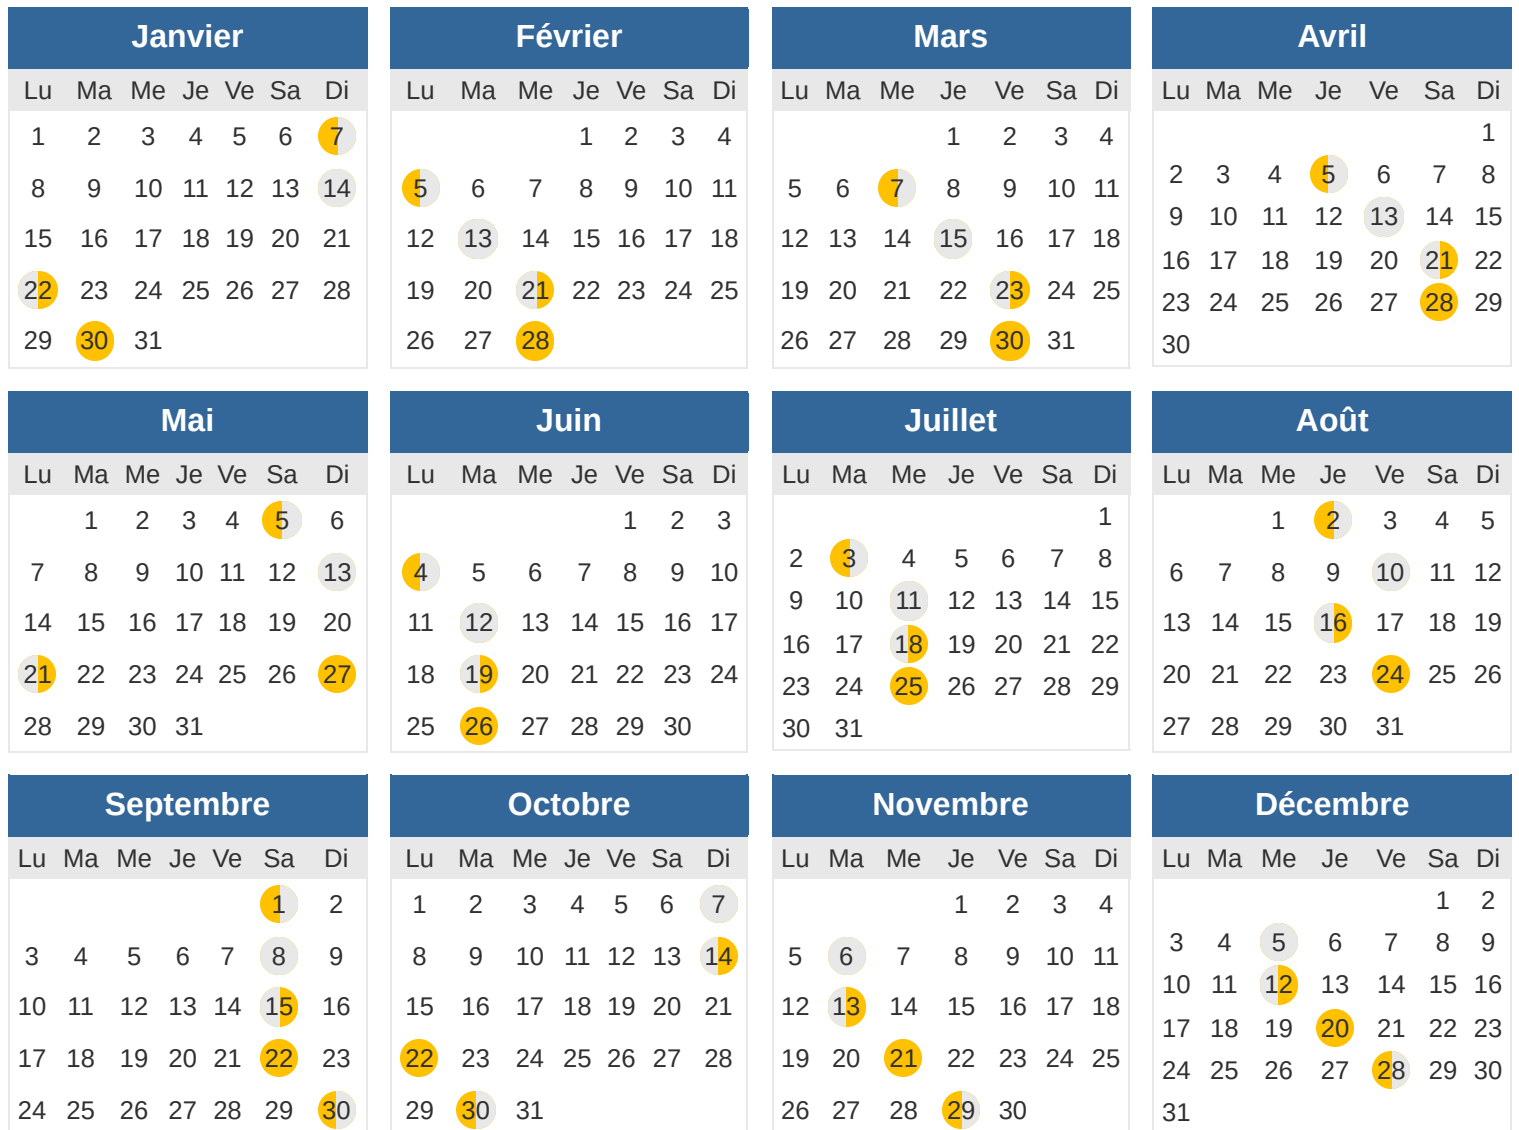 Janvier
Lu Ma Me Je Ve Sa Di
1 2 3 4 5 6 7
8 9 10 11 12 13 14
15 16 17 18 19 20 21
22 23 24 25 26 27 28
29 30 31
Février
Lu Ma Me Je Ve Sa Di
1 2 3 4
5 6 7 8 9 10 11
12 13 14 15 16 17 18
19 20 21 22 23 24 25
26 27 28
Mars
Lu Ma Me Je Ve Sa Di
1 2 3 4
5 6 7 8 9 10 11
12 13 14 15 16 17 18
19 20 21 22 23 24 25
26 27 28 29 30 31
Avril
Lu Ma Me Je Ve Sa Di
1
2 3 4 5 6 7 8
9 10 11 12 13 14 15
16 17 18 19 20 21 22
23 24 25 26 27 28 29
30
Mai
Lu Ma Me Je Ve Sa Di
1 2 3 4 5 6
7 8 9 10 11 12 13
14 15 16 17 18 19 20
21 22 23 24 25 26 27
28 29 30 31
Juin
Lu Ma Me Je Ve Sa Di
1 2 3
4 5 6 7 8 9 10
11 12 13 14 15 16 17
18 19 20 21 22 23 24
25 26 27 28 29 30
Juillet
Lu Ma Me Je Ve Sa Di
1
2 3 4 5 6 7 8
9 10 11 12 13 14 15
16 17 18 19 20 21 22
23 24 25 26 27 28 29
30 31
Août
Lu Ma Me Je Ve Sa Di
1 2 3 4 5
6 7 8 9 10 11 12
13 14 15 16 17 18 19
20 21 22 23 24 25 26
27 28 29 30 31
Septembre
Lu Ma Me Je Ve Sa Di
1 2
3 4 5 6 7 8 9
10 11 12 13 14 15 16
17 18 19 20 21 22 23
24 25 26 27 28 29 30
Octobre
Lu Ma Me Je Ve Sa Di
1 2 3 4 5 6 7
8 9 10 11 12 13 14
15 16 17 18 19 20 21
22 23 24 25 26 27 28
29 30 31
Novembre
Lu Ma Me Je Ve Sa Di
1 2 3 4
5 6 7 8 9 10 11
12 13 14 15 16 17 18
19 20 21 22 23 24 25
26 27 28 29 30
Décembre
Lu Ma Me Je Ve Sa Di
1 2
3 4 5 6 7 8 9
10 11 12 13 14 15 16
17 18 19 20 21 22 23
24 25 26 27 28 29 30
31